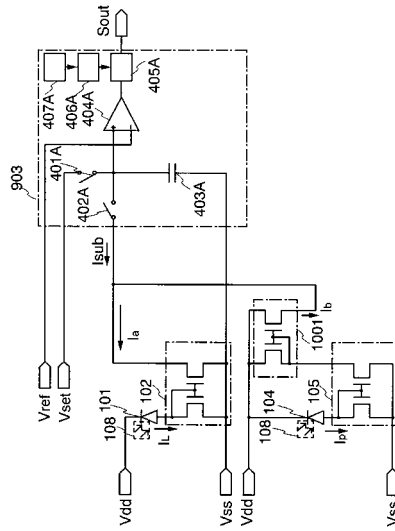 Sout
407A
406A
404A
405A
903
401A
402A
403A
Isub
Ia
Ib
1001
Vref
Vset
101
102
108
IL
Vdd
Vss
Vdd
104
105
108
Ip
Vss